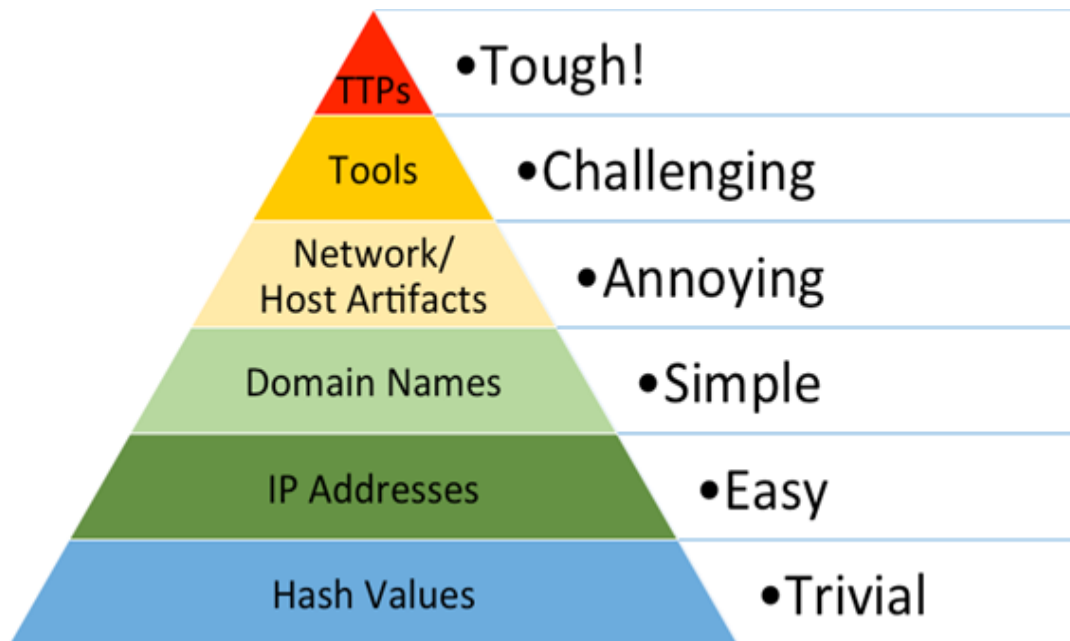 TTPs
•Tough!
Tools
•Challenging
Network/
Host Artifacts
•Annoying
Domain Names
•Simple
IP Addresses
•Easy
Hash Values
•Trivial